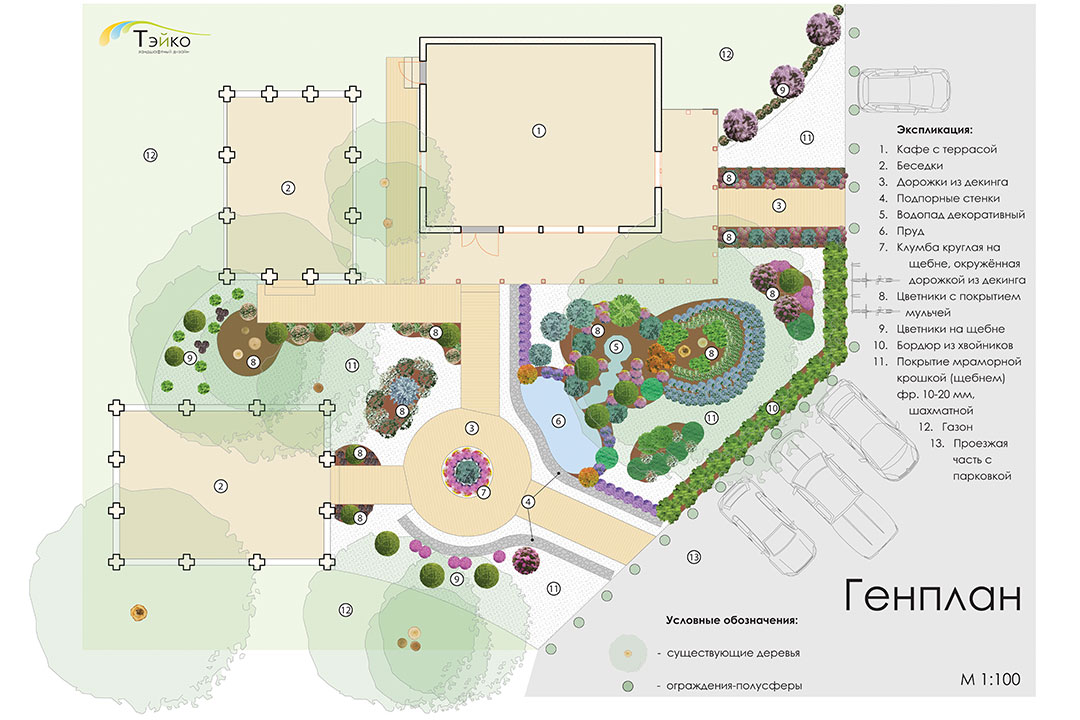 Тэйко
ландшафтный дизайн
Экспликация:
1. Кафе с террасой
2. Беседки
3. Дорожки из декинга
4. Подпорные стенки
5. Водопад декоративный
6. Пруд
7. Клумба круглая на
щебне, окружённая
дорожкой из декинга
8. Цветники с покрытием
мульчей
9. Цветники на щебне
10. Бордюр из хвойников
11. Покрытие мраморной
крошкой (щебнем)
фр. 10-20 мм,
шахматной
12. Газон
13. Проезжая
часть с
парковкой
12
9
1
11
12
2
8
3
8
8
8
5
8
9
8
11
8
8
10
11
3
6
8
2
7
4
8
13
9
11
12
Генплан
Условные обозначения:
- существующие деревья
- ограждения-полусферы
М 1:100